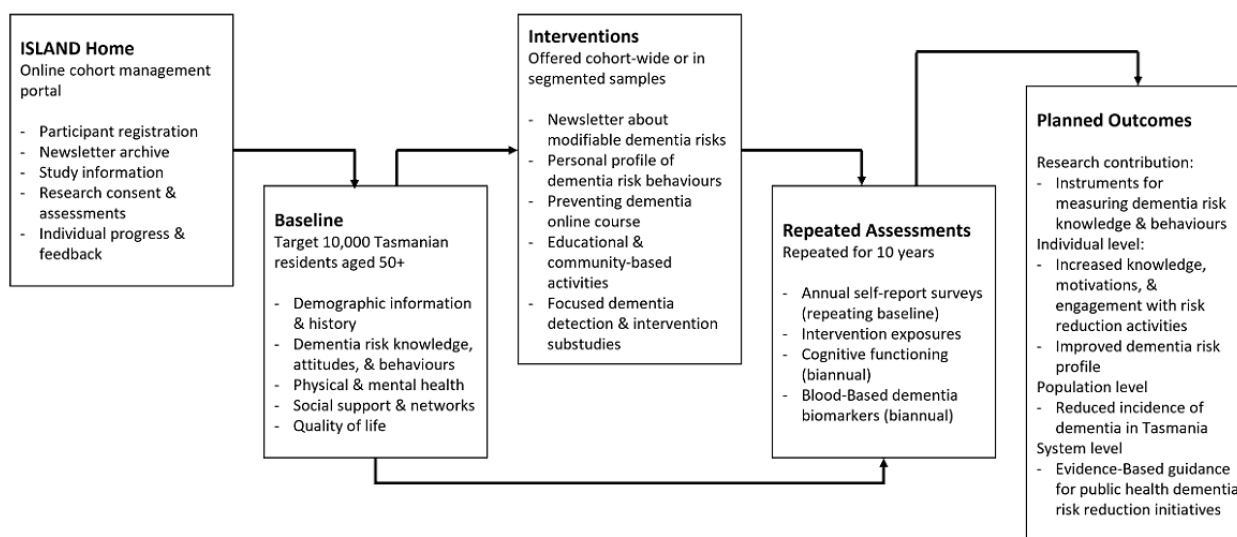 ISLAND Home
Online cohort management
portal
- Participant registration
- Newsletter archive
- Study information
- Research consent &
assessments
- Individual progress &
feedback
Baseline
Target 10,000 Tasmanian
residents aged 50+
- Demographic information
& history
- Dementia risk knowledge,
attitudes, & behaviours
- Physical & mental health
- Social support & networks
- Quality of life
Interventions
Offered cohort-wide or in
segmented samples
- Newsletter about
modifiable dementia risks
- Personal profile of
dementia risk behaviours
- Preventing dementia
online course
- Educational &
community-based
activities
- Focused dementia
detection & intervention
substudies
Repeated Assessments
Repeated for 10 years
- Annual self-report surveys
(repeating baseline)
- Intervention exposures
- Cognitive functioning
(biannual)
- Blood-Based dementia
biomarkers (biannual)
Planned Outcomes
Research contribution:
- Instruments for
measuring dementia risk
knowledge & behaviours
Individual level:
- Increased knowledge,
motivations, &
engagement with risk
reduction activities
- Improved dementia risk
profile
Population level
- Reduced incidence of
dementia in Tasmania
System level
- Evidence-Based guidance
for public health dementia
risk reduction initiatives